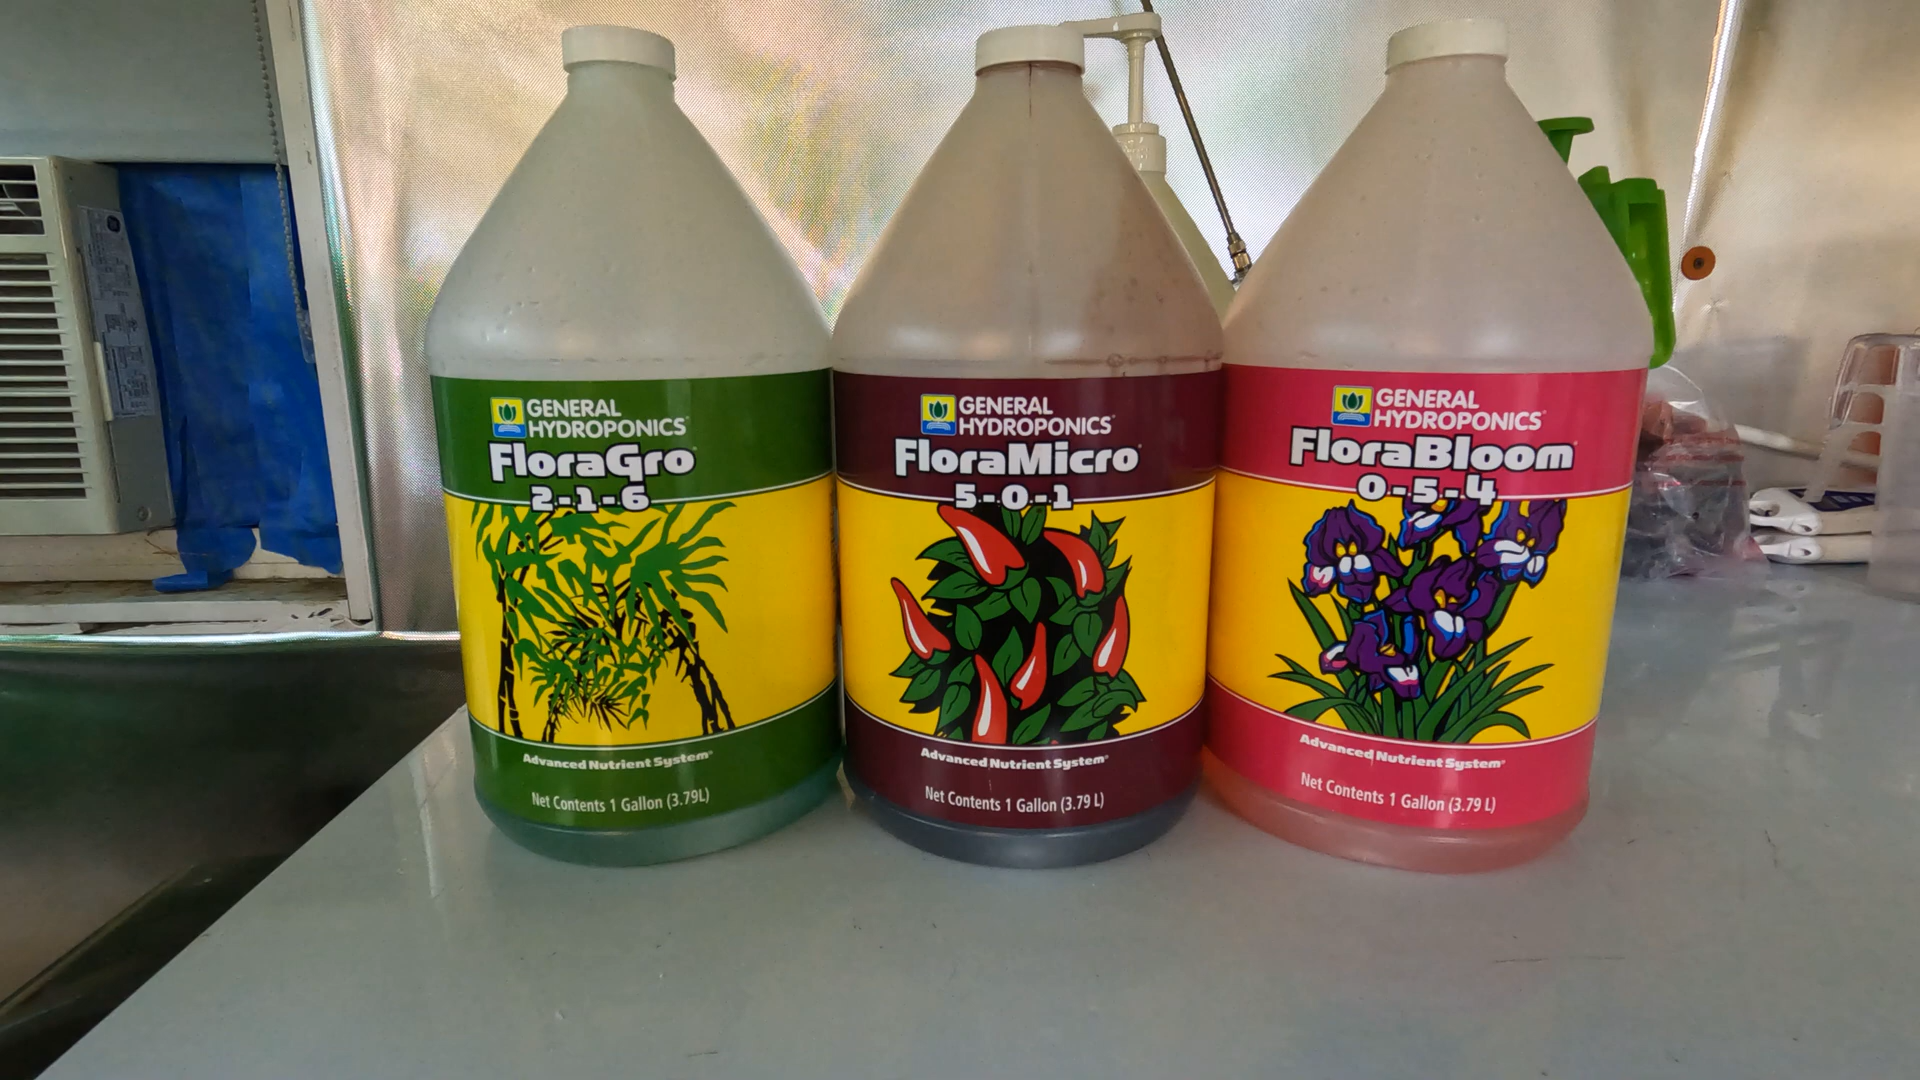 GENERAL
HYDROPONICS
FloraGro
2-1-6
Advanced Nutrient System®
Net Contents 1 Gallon (3.79L)
GENERAL
HYDROPONICS
FloraMicro
5-0-1
Advanced Nutrient System®
Net Contents 1 Gallon (3.79 L)
GENERAL
HYDROPONICS
FloraBloom
0-5-4
Advanced Nutrient System®
Net Contents 1 Gallon (3.79 L)